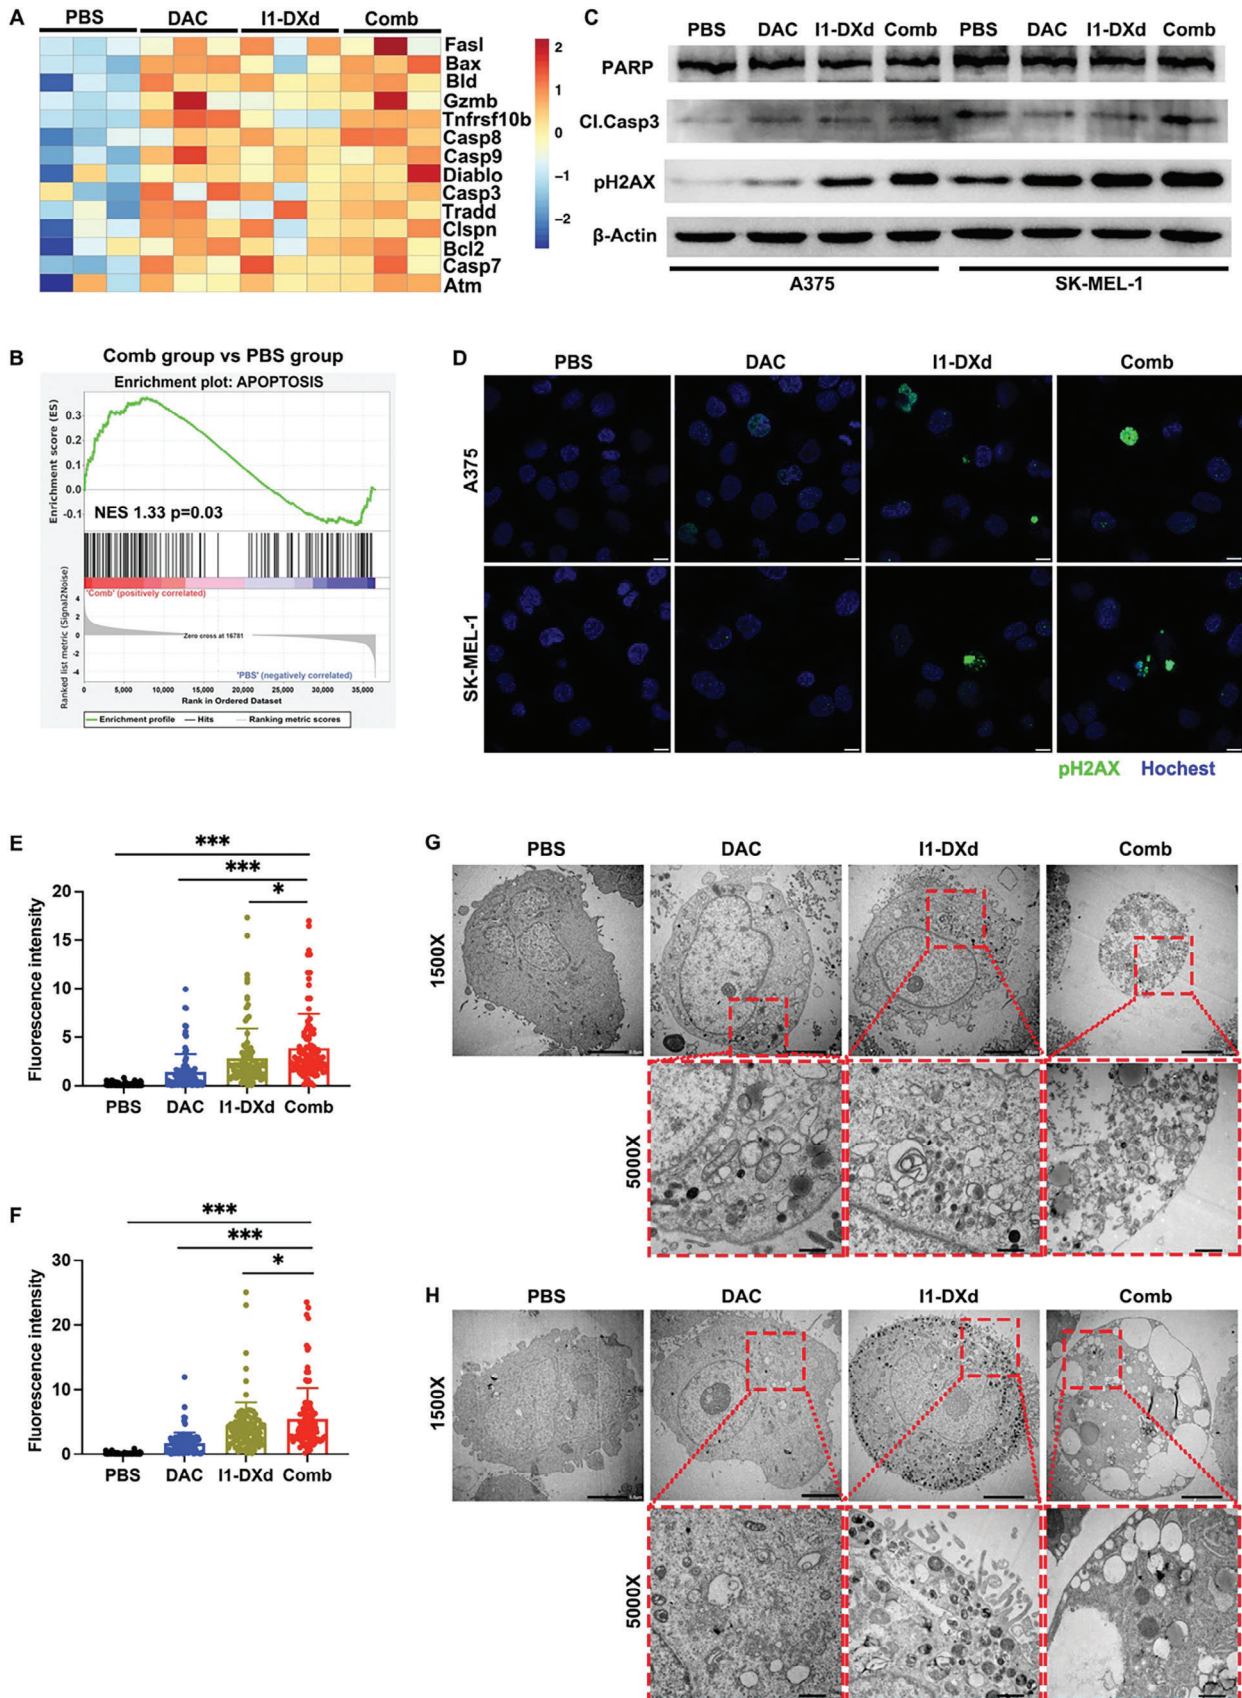 A
PBS DAC I1-DXd Comb
Fasl
Bax
Bld
Gzmb
Tnfrsf10b
Casp8
Casp9
Diablo
Casp3
Tradd
Clspn
Bcl2
Casp7
Atm
2
1
0
−1
−2
C
PBS DAC I1-DXd Comb PBS DAC I1-DXd Comb
PARP
Cl.Casp3
pH2AX
β-Actin
A375 SK-MEL-1
B
Comb group vs PBS group
Enrichment plot: APOPTOSIS
Enrichment score (ES)
0.3
0.2
0.1
0.0
-0.1
NES 1.33 p=0.03
'Comb' (positively correlated)
Ranked list metric (Signal2Noise)
4
2
0
-2
-4
Zero cross at 16781
'PBS' (negatively correlated)
0 5,000 10,000 15,000 20,000 25,000 30,000 35,000
Rank in Ordered Dataset
Enrichment profile Hits Ranking metric scores
D
PBS DAC I1-DXd Comb
A375
SK-MEL-1
pH2AX Hochest
E
***
***
*
Fluorescence intensity
20
15
10
5
0
PBS DAC I1-DXd Comb
F
***
***
*
Fluorescence intensity
30
20
10
0
PBS DAC I1-DXd Comb
G
PBS DAC I1-DXd Comb
1500X
5000X
H
PBS DAC I1-DXd Comb
1500X
5000X